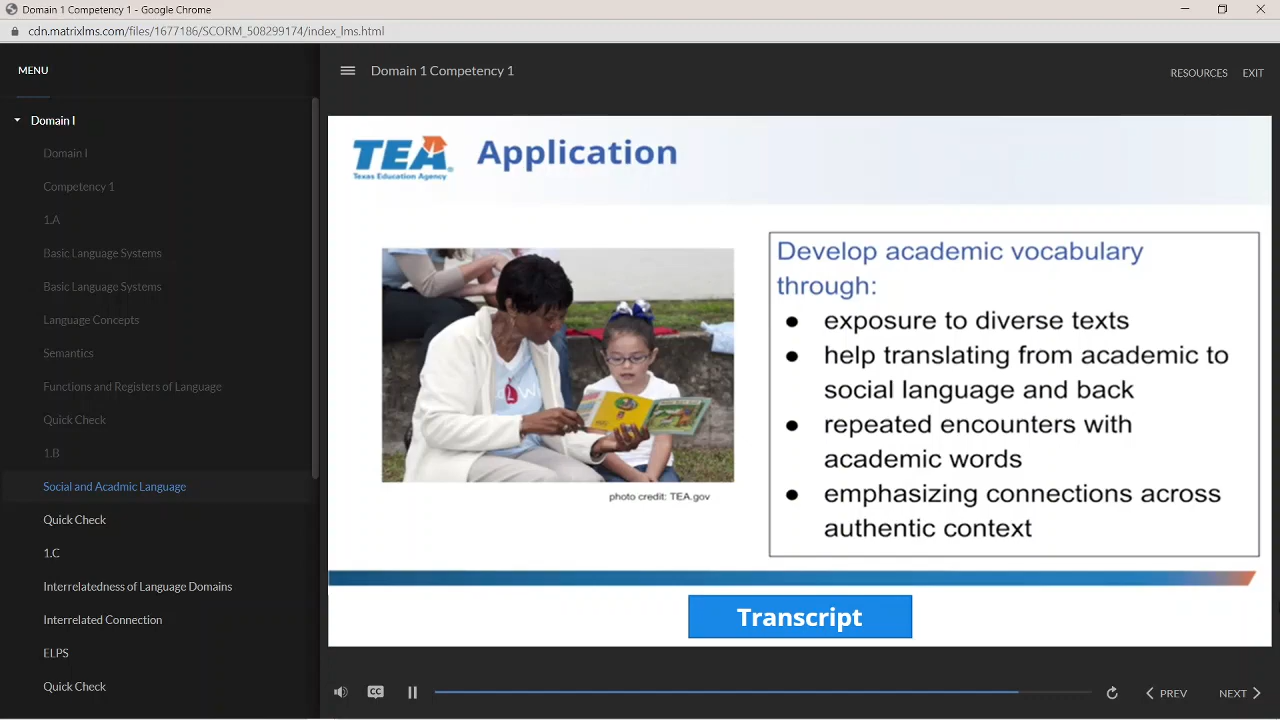 Domain 1 Competency 1 - Google Chrome
cdn.matrixlms.com/files/1677186/SCORM_508299174/index_lms.html
MENU
Domain 1 Competency 1
RESOURCES
EXIT
Domain I
Domain I
Competency 1
1.A
Basic Language Systems
Basic Language Systems
Language Concepts
Semantics
Functions and Registers of Language
Quick Check
1.B
Social and Acadmic Language
Quick Check
1.C
Interrelatedness of Language Domains
Interrelated Connection
ELPS
Quick Check
TEA
Texas Education Agency
Application
photo credit: TEA.gov
Develop academic vocabulary
through:
● exposure to diverse texts
● help translating from academic to
social language and back
● repeated encounters with
academic words
● emphasizing connections across
authentic context
Transcript
CC
PREV
NEXT